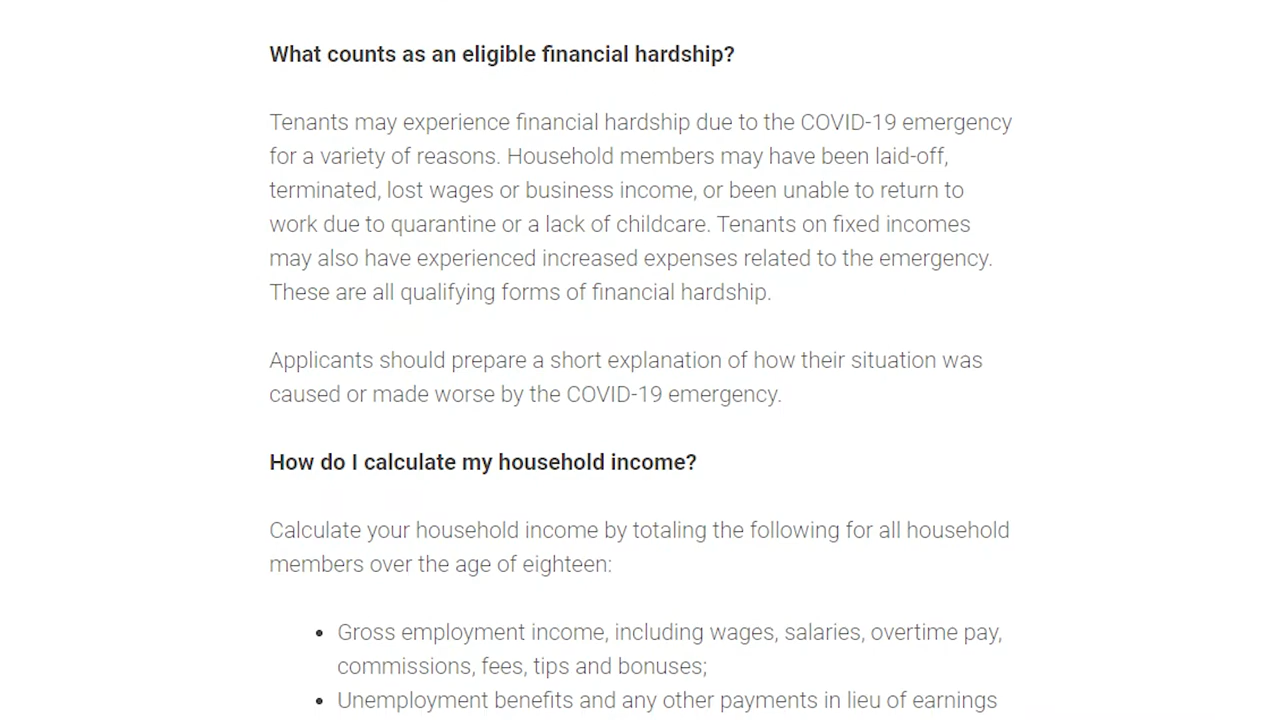 What counts as an eligible financial hardship?
Tenants may experience financial hardship due to the COVID-19 emergency
for a variety of reasons. Household members may have been laid-off,
terminated, lost wages or business income, or been unable to return to
work due to quarantine or a lack of childcare. Tenants on fixed incomes
may also have experienced increased expenses related to the emergency.
These are all qualifying forms of financial hardship.
Applicants should prepare a short explanation of how their situation was
caused or made worse by the COVID-19 emergency.
How do I calculate my household income?
Calculate your household income by totaling the following for all household
members over the age of eighteen:
• Gross employment income, including wages, salaries, overtime pay,
commissions, fees, tips and bonuses;
• Unemployment benefits and any other payments in lieu of earnings